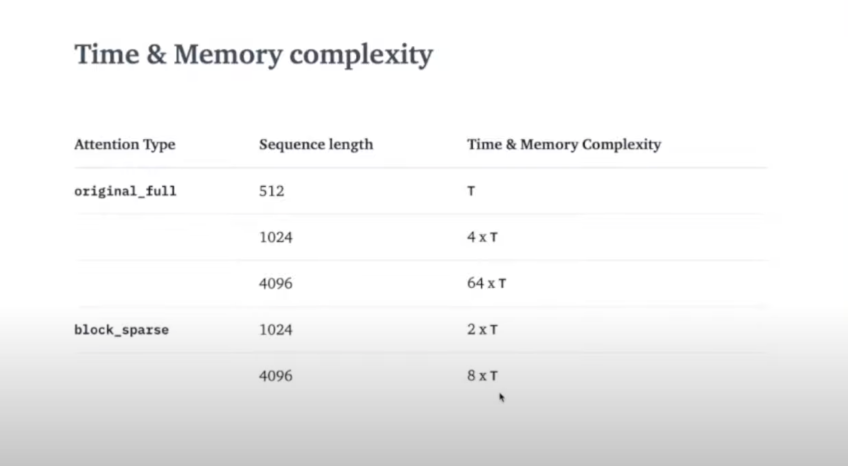 Time & Memory complexity
Attention Type Sequence length Time & Memory Complexity
original_full 512 T
1024 4 x T
4096 64 x T
block_sparse 1024 2 x T
4096 8 x T